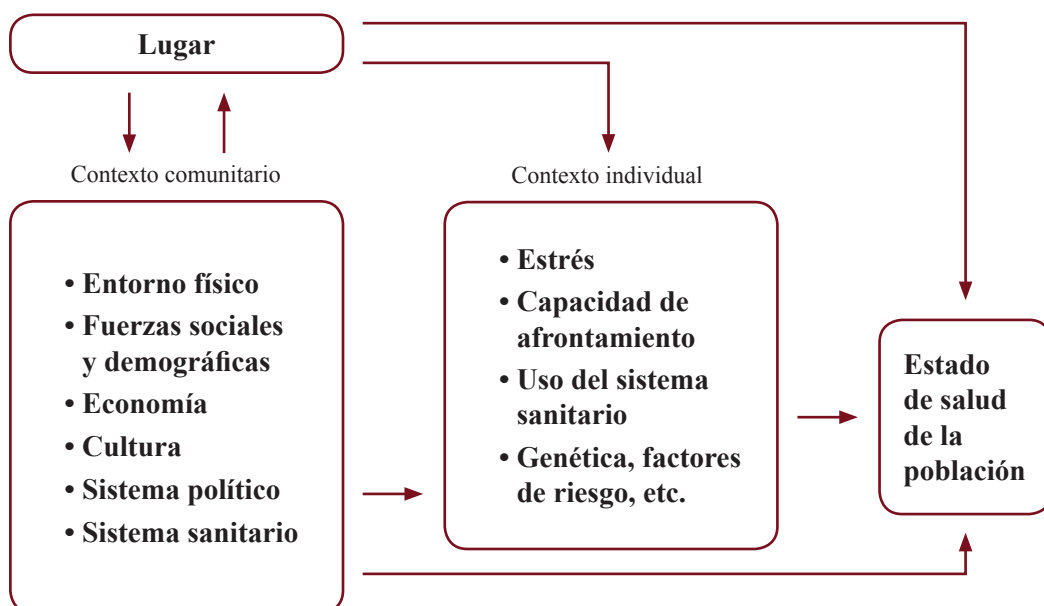 Lugar
Contexto comunitario
• Entorno físico
• Fuerzas sociales
y demográficas
• Economía
• Cultura
• Sistema político
• Sistema sanitario
Contexto individual
• Estrés
• Capacidad de
afrontamiento
• Uso del sistema
sanitario
• Genética, factores
de riesgo, etc.
Estado
de salud
de la
población